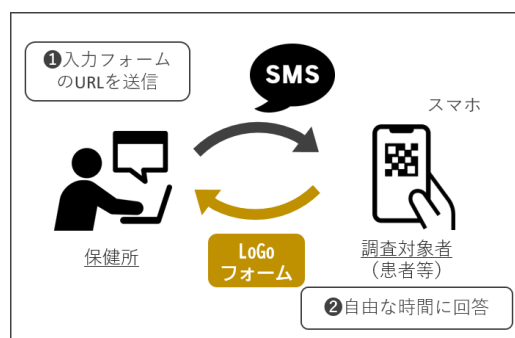 ❶入力フォーム
のURLを送信
SMS
スマホ
保健所
LoGo
フォーム
調査対象者
(患者等)
❷自由な時間に回答